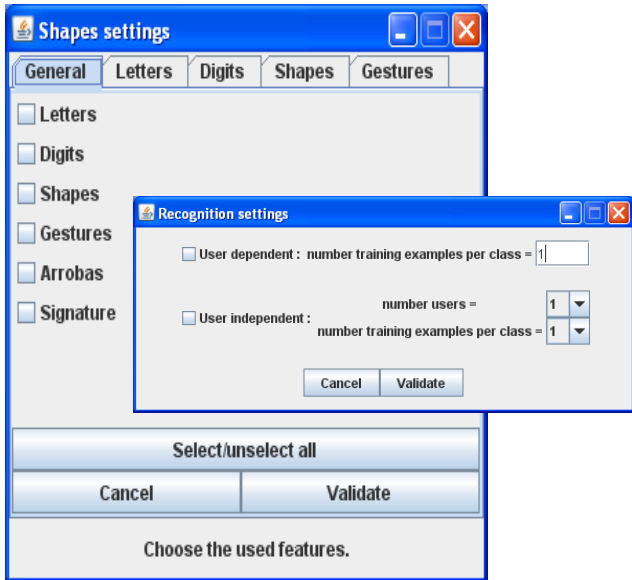 Shapes settings
General Letters Digits Shapes Gestures
Letters
Digits
Shapes
Gestures
Arrobas
Signature
Recognition settings
User dependent : number training examples per class = 1
number users = 1
User independent :
number training examples per class = 1
Cancel Validate
Select/unselect all
Cancel Validate
Choose the used features.